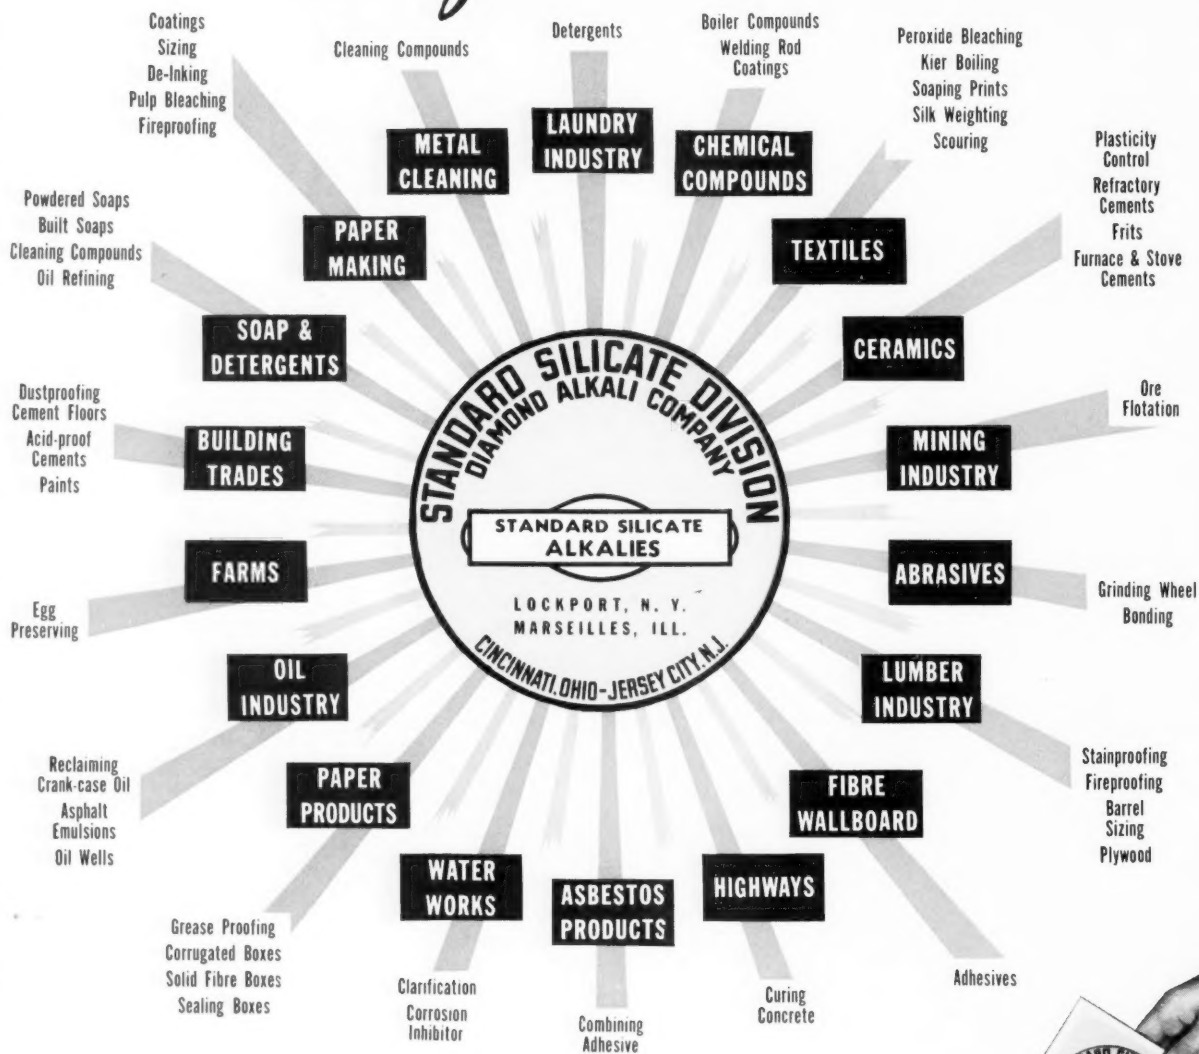 Coatings
Sizing
De-Inking
Pulp Bleaching
Fireproofing
Cleaning Compounds
Detergents
Boiler Compounds
Welding Rod
Coatings
Peroxide Bleaching
Kier Boiling
Soaping Prints
Silk Weighting
Scouring
Plasticity
Control
Refractory
Cements
Frits
Furnace & Stove
Cements
Powdered Soaps
Built Soaps
Cleaning Compounds
Oil Refining
METAL
CLEANING
LAUNDRY
INDUSTRY
CHEMICAL
COMPOUNDS
PAPER
MAKING
TEXTILES
SOAP &
DETERGENTS
CERAMICS
Dustproofing
Cement Floors
Acid-proof
Cements
Paints
BUILDING
TRADES
MINING
INDUSTRY
Ore
Flotation
STANDARD SILICATE DIVISION
DIAMOND ALKALI COMPANY
STANDARD SILICATE
ALKALIES
LOCKPORT, N. Y.
MARSEILLES, ILL.
CINCINNATI, OHIO-JERSEY CITY, N.J.
FARMS
ABRASIVES
Egg
Preserving
Grinding Wheel
Bonding
OIL
INDUSTRY
LUMBER
INDUSTRY
Reclaiming
Crank-case Oil
Asphalt
Emulsions
Oil Wells
PAPER
PRODUCTS
FIBRE
WALLBOARD
Stainproofing
Fireproofing
Barrel
Sizing
Plywood
WATER
WORKS
ASBESTOS
PRODUCTS
HIGHWAYS
Grease Proofing
Corrugated Boxes
Solid Fibre Boxes
Sealing Boxes
Clarification
Corrosion
Inhibitor
Combining
Adhesive
Curing
Concrete
Adhesives